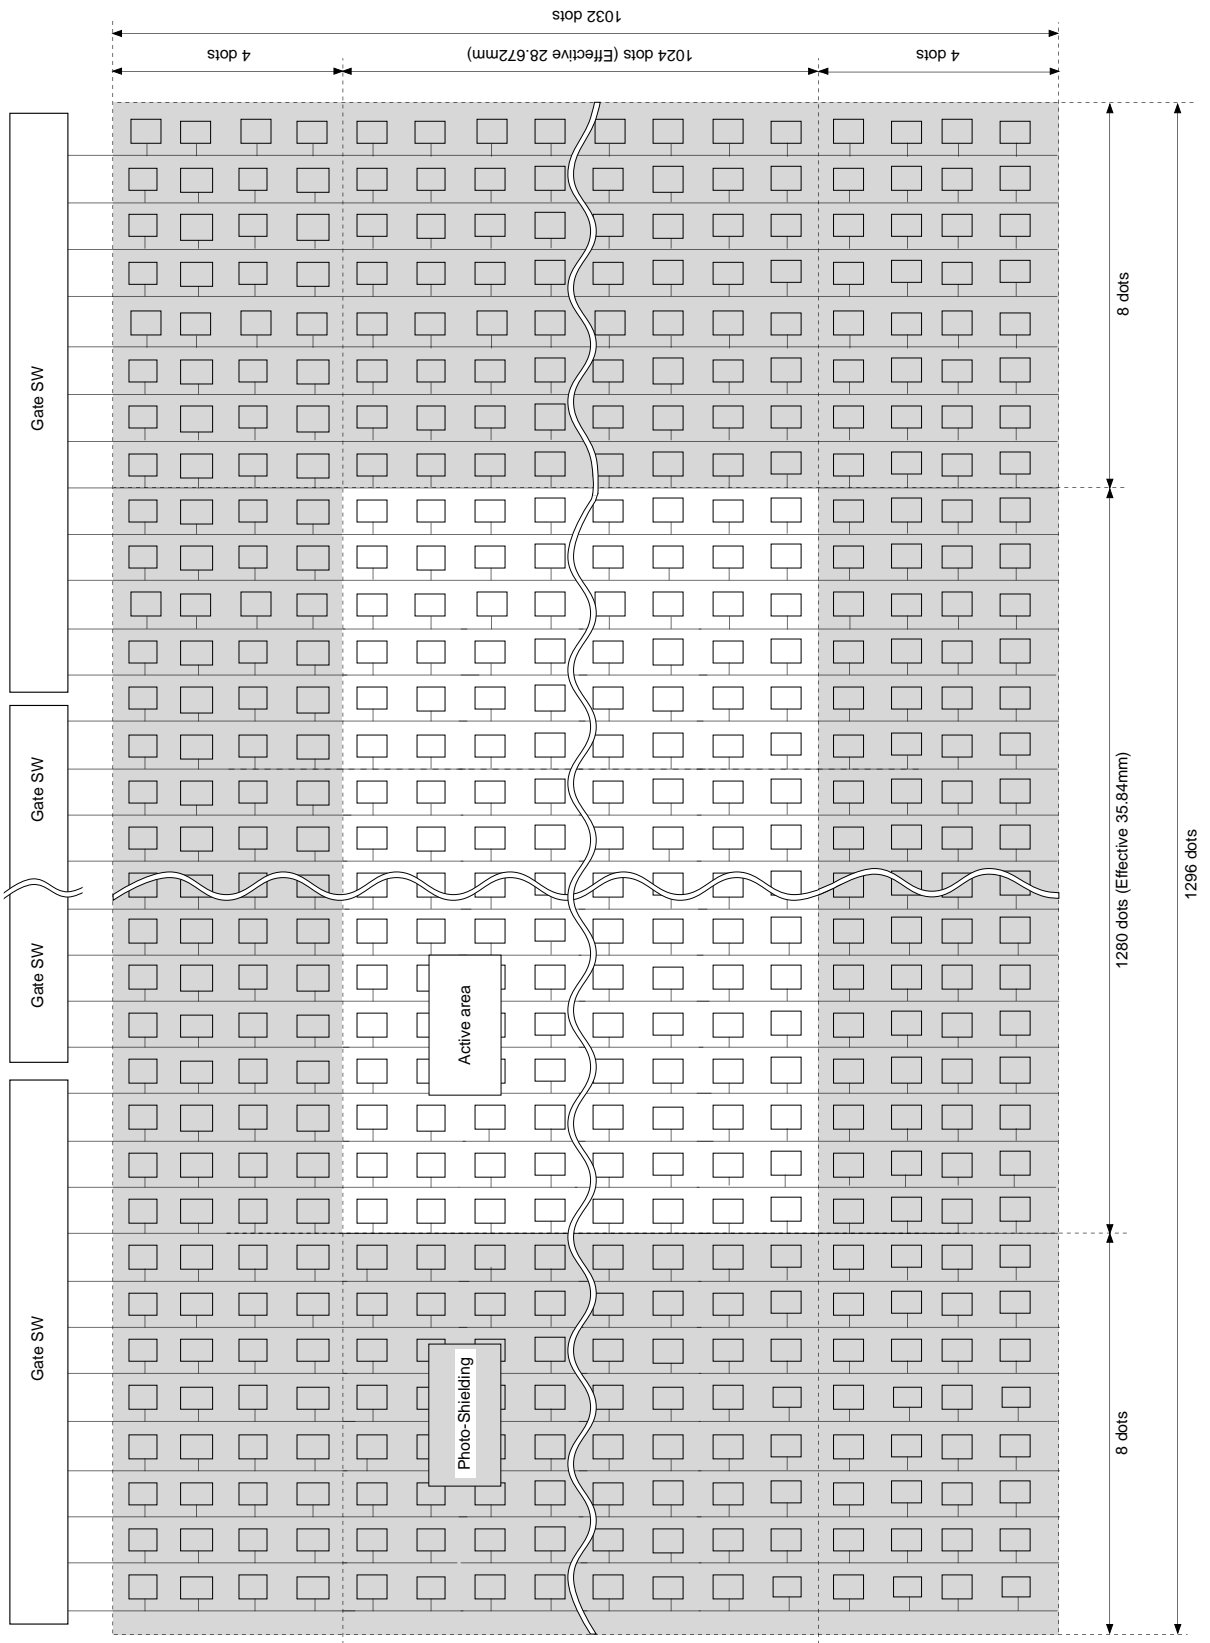 1032 dots
4 dots
1024 dots (Effective 28.672mm)
4 dots
Gate SW
Gate SW
Gate SW
Gate SW
Active area
Photo-Shielding
8 dots
1280 dots (Effective 35.84mm)
8 dots
1296 dots